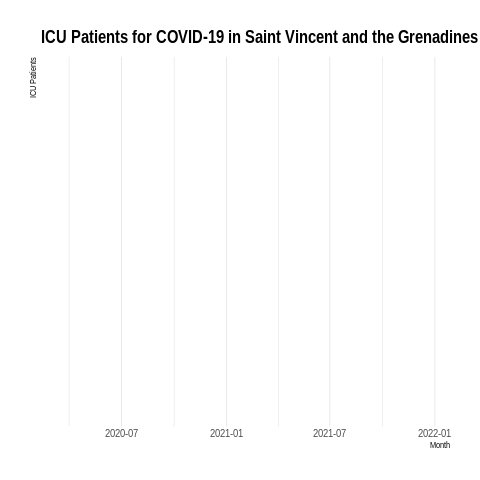 ICU Patients for COVID-19 in Saint Vincent and the Grenadines
ICU Patients
2020-07 2021-01 2021-07 2022-01
Month